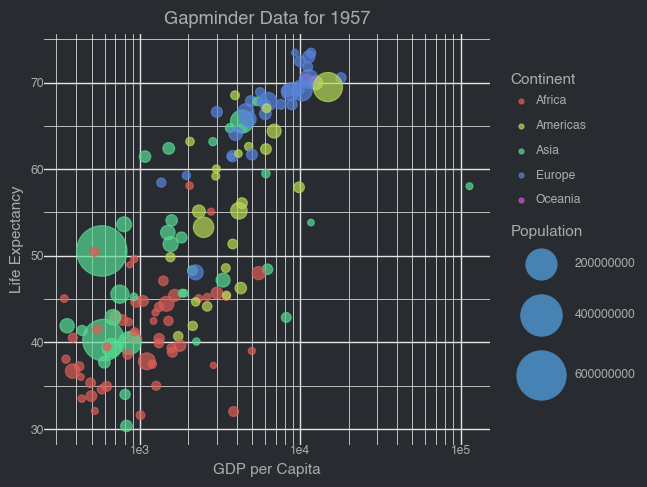 Gapminder Data for 1957
Life Expectancy
70
60
50
40
30
1e3
1e4
1e5
GDP per Capita
Continent
Africa
Americas
Asia
Europe
Oceania
Population
200000000
400000000
600000000